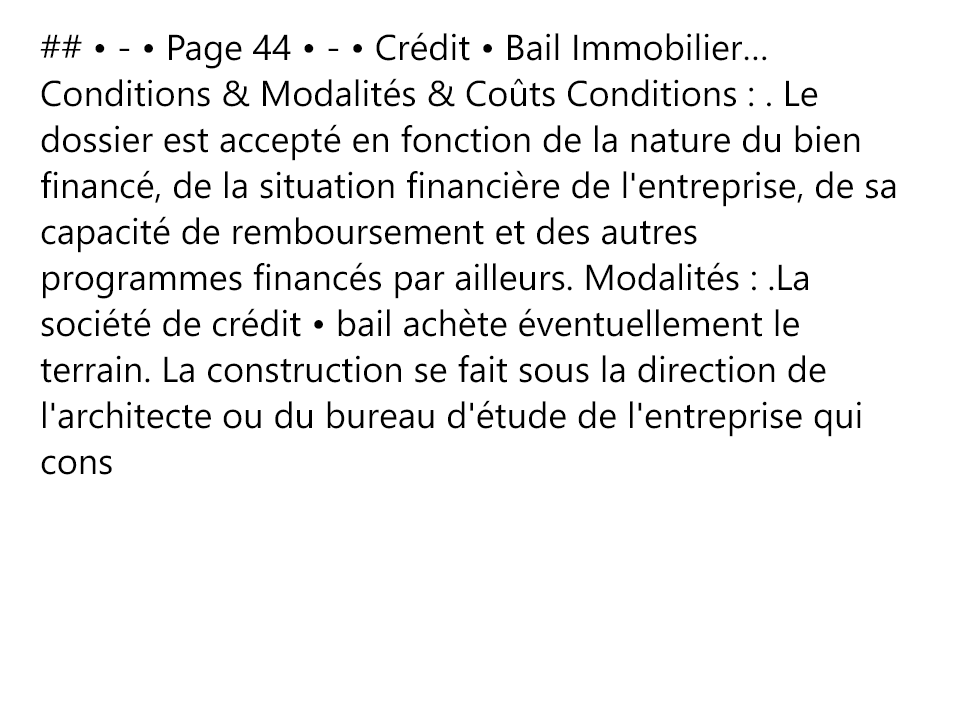 ## • - • Page 44 • - • Crédit • Bail Immobilier…
Conditions & Modalités & Coûts Conditions : . Le
dossier est accepté en fonction de la nature du bien
financé, de la situation financière de l'entreprise, de sa
capacité de remboursement et des autres
programmes financés par ailleurs. Modalités : .La
société de crédit • bail achète éventuellement le
terrain. La construction se fait sous la direction de
l'architecte ou du bureau d'étude de l'entreprise qui
cons